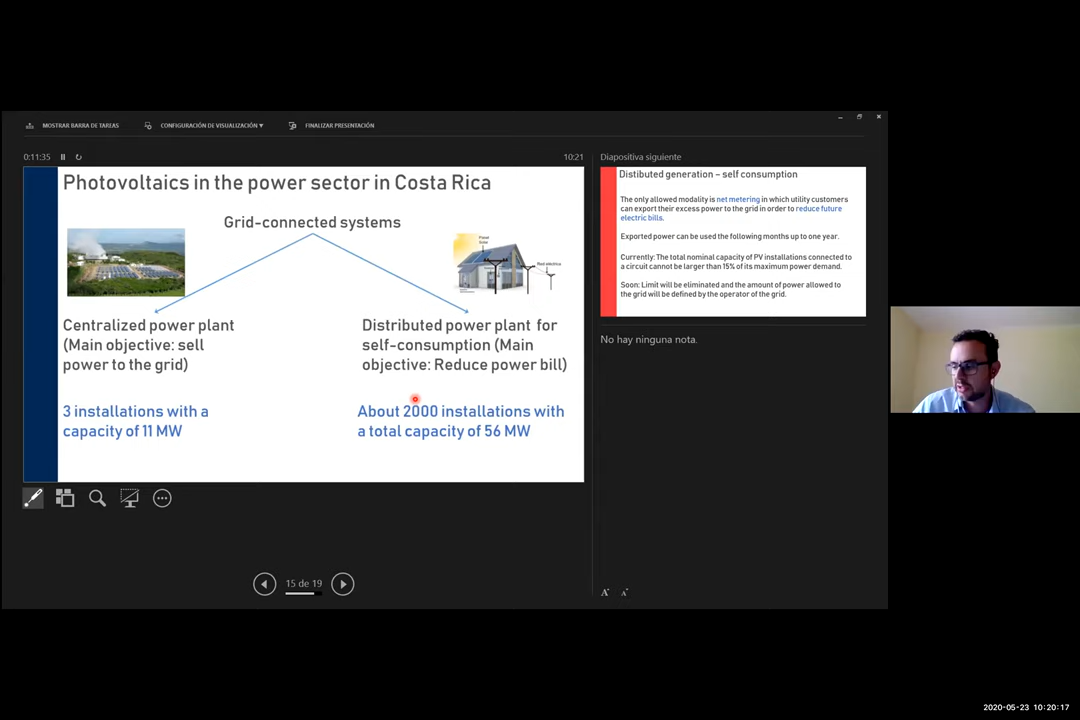 MOSTRAR BARRA DE TAREAS
CONFIGURACIÓN DE VISUALIZACIÓN ▾
FINALIZAR PRESENTACIÓN
0:11:35
10:21
Photovoltaics in the power sector in Costa Rica
Grid-connected systems
Panel
Solar
Red eléctrica
Centralized power plant
(Main objective: sell
power to the grid)
Distributed power plant for
self-consumption (Main
objective: Reduce power bill)
3 installations with a
capacity of 11 MW
About 2000 installations with
a total capacity of 56 MW
15 de 19
Diapositiva siguiente
Distibuted generation – self consumption
The only allowed modality is net metering in which utility customers
can export their excess power to the grid in order to reduce future
electric bills.
Exported power can be used the following months up to one year.
Currently: The total nominal capacity of PV installations connected to
a circuit cannot be larger than 15% of its maximum power demand.
Soon: Limit will be eliminated and the amount of power allowed to
the grid will be defined by the operator of the grid.
No hay ninguna nota.
A A
2020-05-23 10:20:17